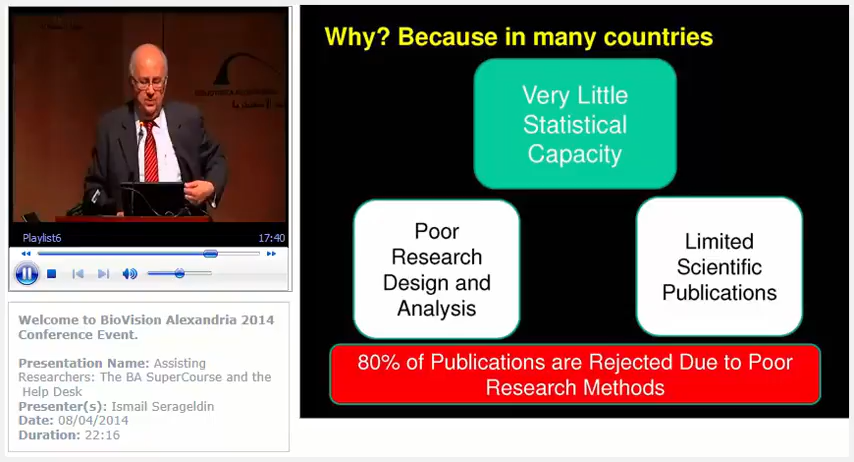 Why? Because in many countries
Very Little
Statistical
Capacity
Poor
Research
Design and
Analysis
Limited
Scientific
Publications
80% of Publications are Rejected Due to Poor
Research Methods
Playlist6
17:40
Welcome to BioVision Alexandria 2014
Conference Event.
Presentation Name: Assisting
Researchers: The BA SuperCourse and the
Help Desk
Presenter(s): Ismail Serageldin
Date: 08/04/2014
Duration: 22:16